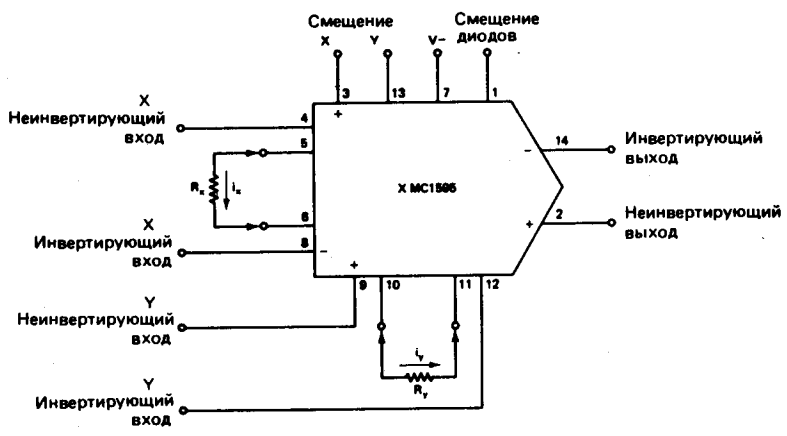 Смещение
X
Y
V−
Смещение
диодов
3
13
7
1
+
X
Неинвертирующий
вход
4
5
Rx
ix
6
X
Инвертирующий
вход
8
−
X MC1595
−
14
Инвертирующий
выход
+
2
Неинвертирующий
выход
+
9
10
11
12
Y
Неинвертирующий
вход
iy
Ry
Y
Инвертирующий
вход